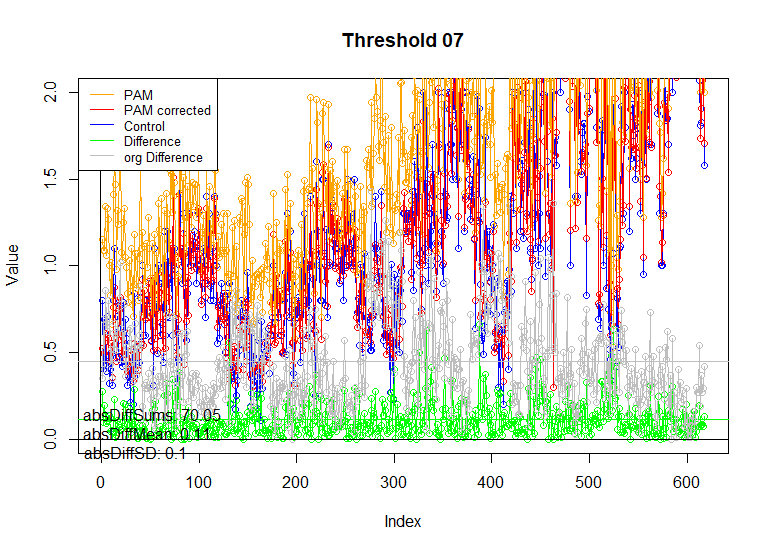 Threshold 07
PAM
PAM corrected
Control
Difference
org Difference
Value
0.0
0.5
1.0
1.5
2.0
absDiffSums: 70.05
absDiffMean: 0.11
absDiffSD: 0.1
0
100
200
300
400
500
600
Index